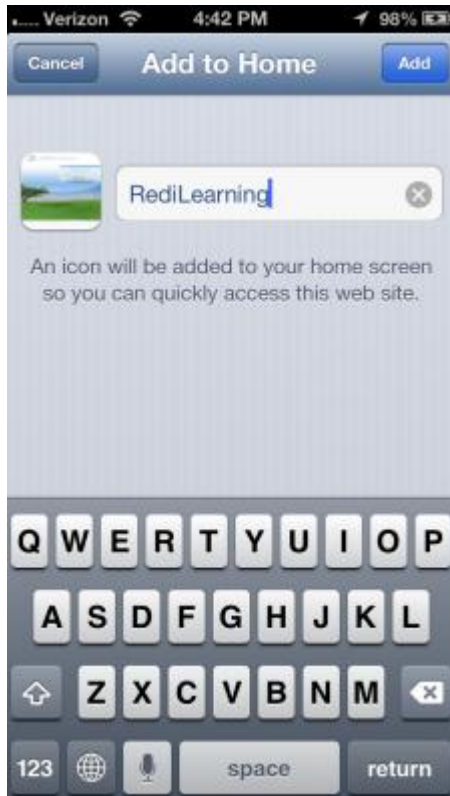 Verizon 4:42 PM 98%
Cancel Add to Home Add
RediLearning
An icon will be added to your home screen
so you can quickly access this web site.
Q W E R T Y U I O P
A S D F G H J K L
Z X C V B N M
123 space return